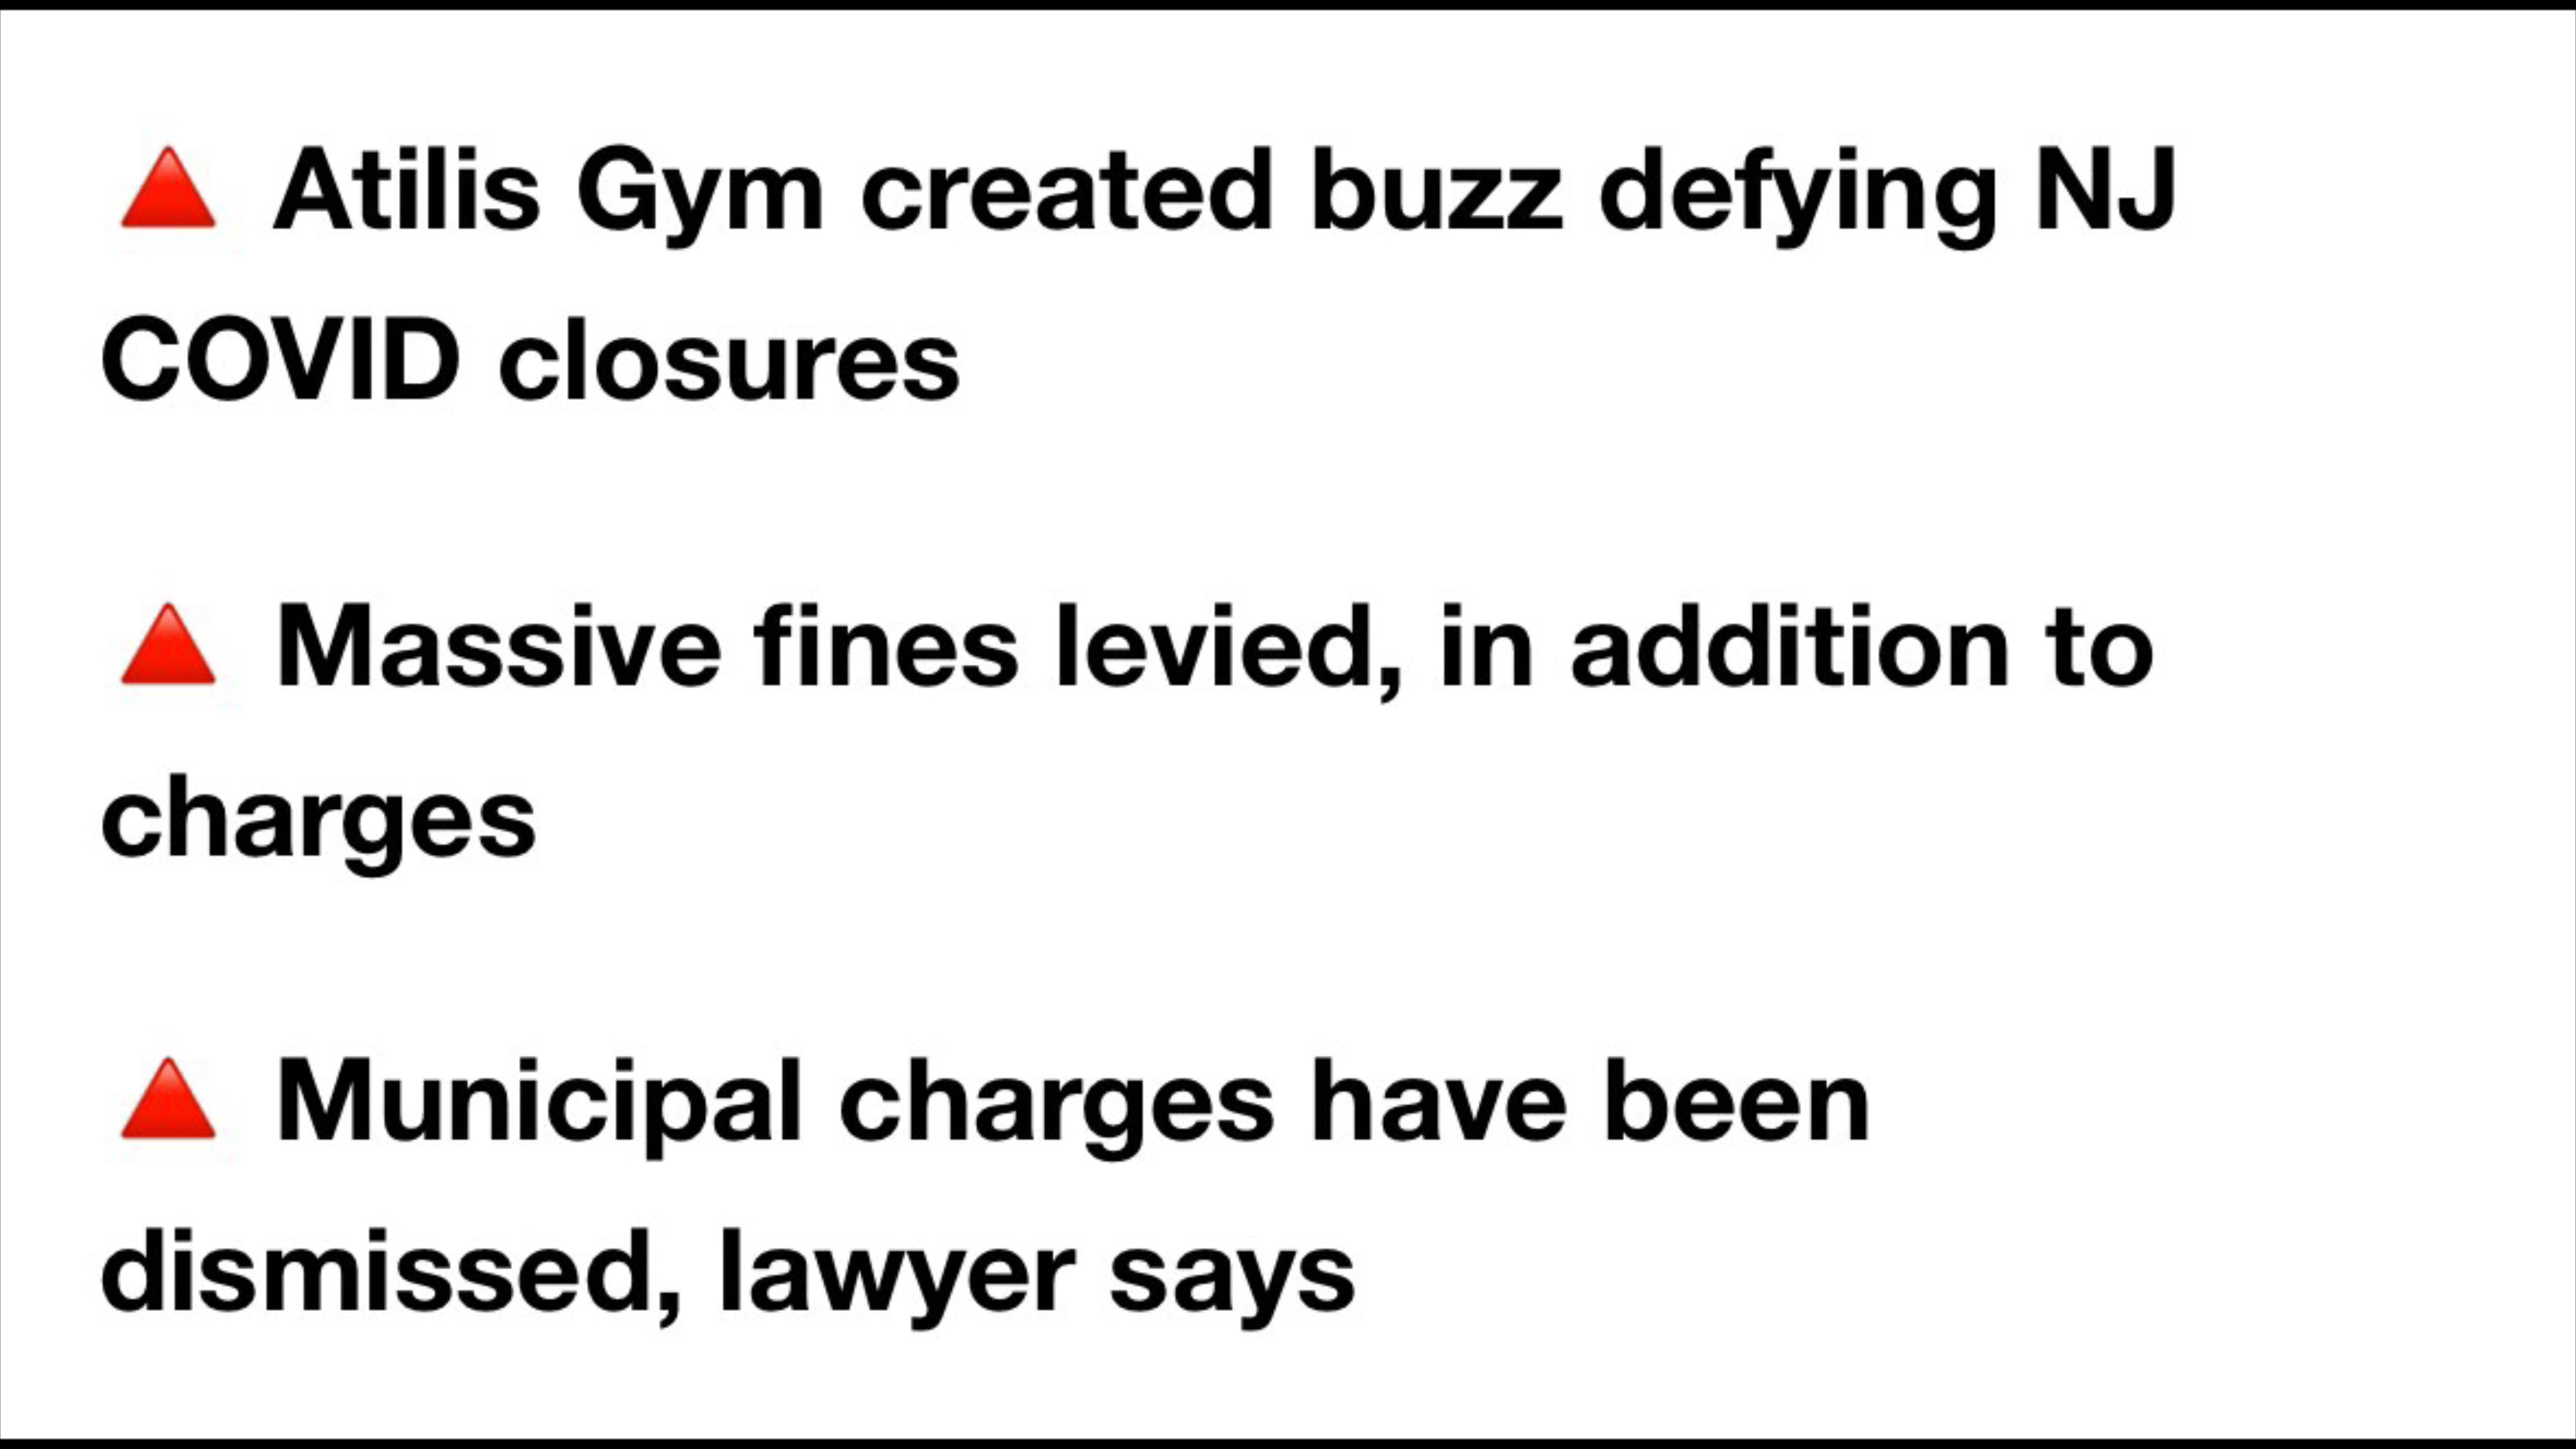 🔺 Atilis Gym created buzz defying NJ
COVID closures
🔺 Massive fines levied, in addition to
charges
🔺 Municipal charges have been
dismissed, lawyer says